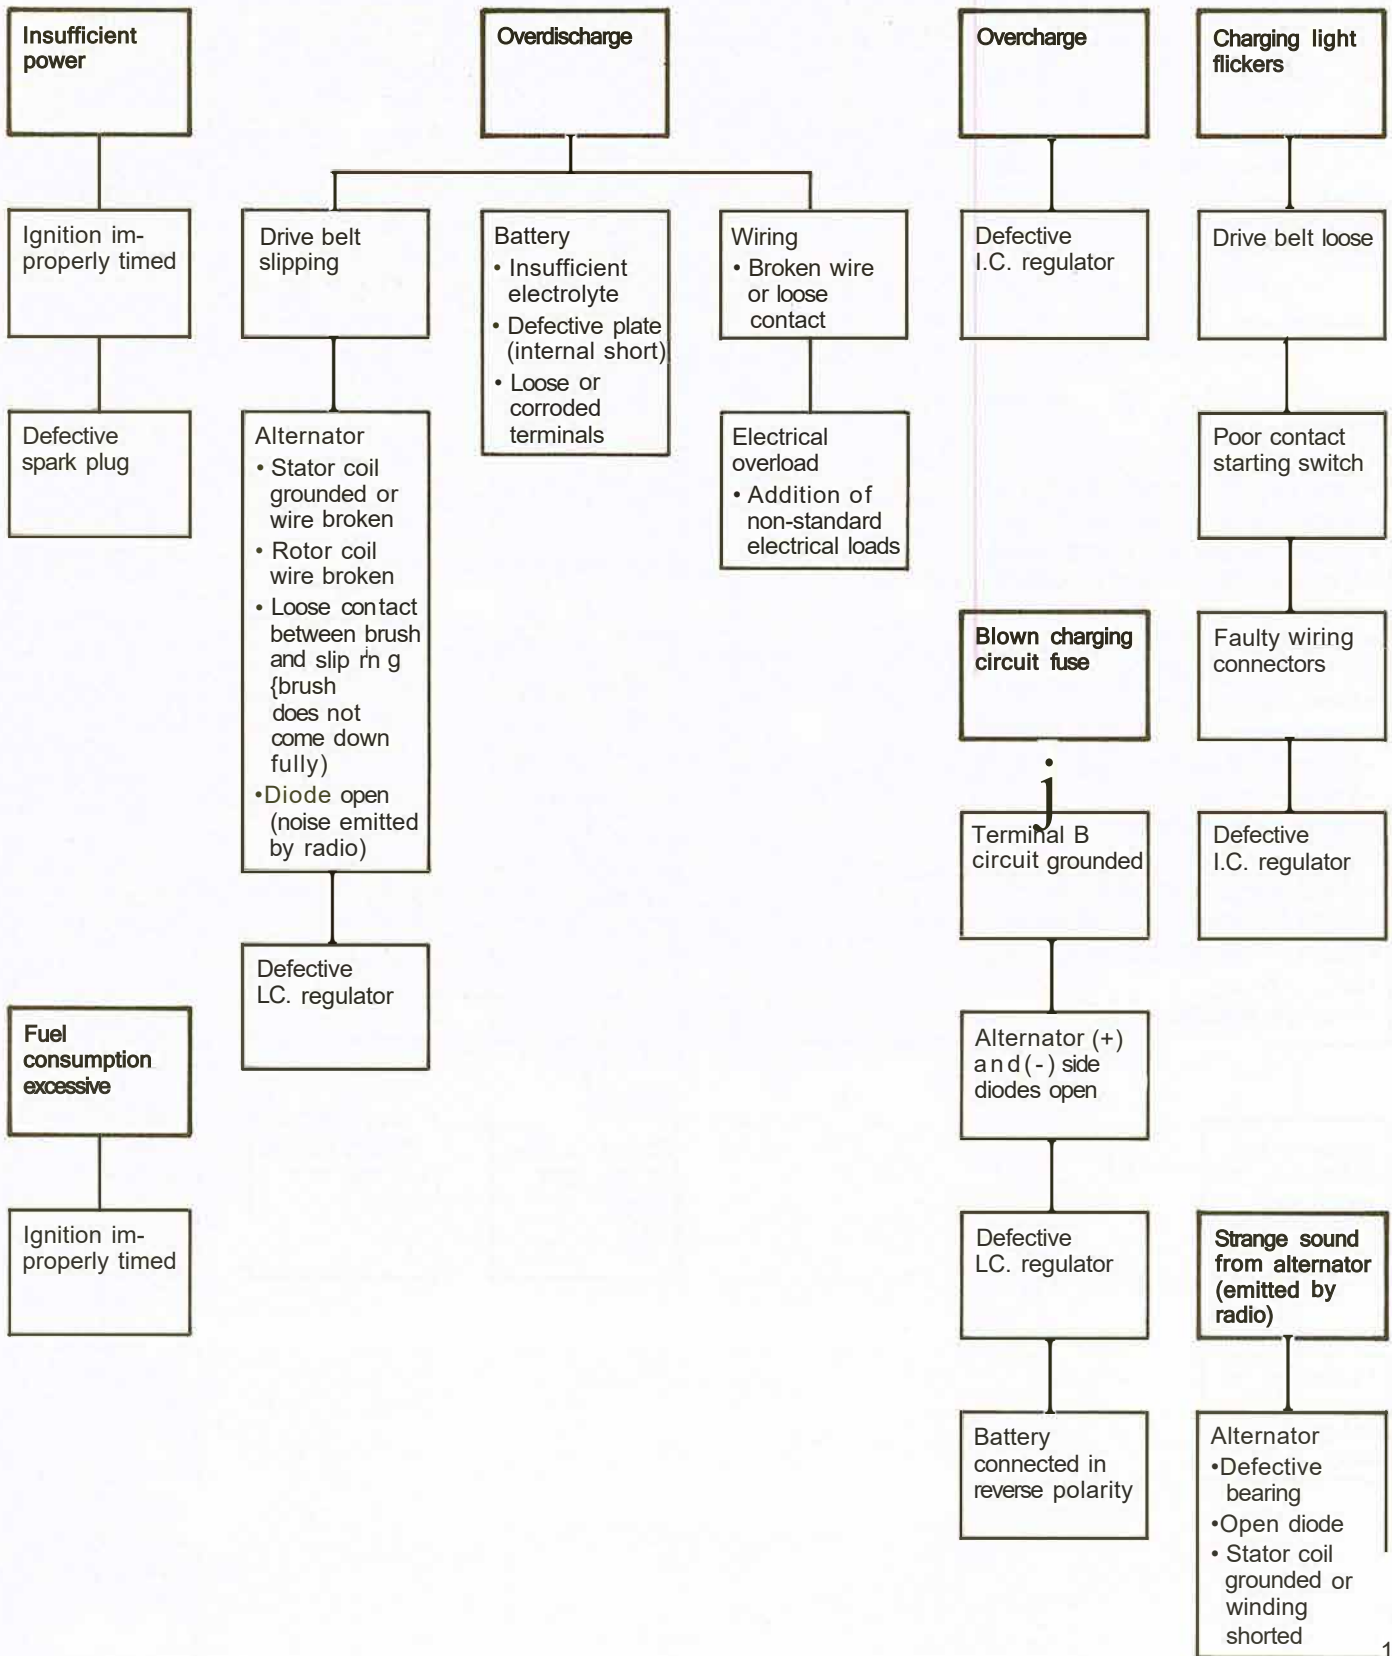 Insufficient
power
Ignition im-
properly timed
Defective
spark plug
Fuel
consumption
excessive
Ignition im-
properly timed
Overdischarge
Drive belt
slipping
Alternator
• Stator coil
grounded or
wire broken
• Rotor coil
wire broken
• Loose contact
between brush
and slip rin g
{brush
does not
come down
fully)
•Diode open
(noise emitted
by radio)
Defective
LC. regulator
Battery
• Insufficient
electrolyte
• Defective plate
(internal short)
• Loose or
corroded
terminals
Wiring
• Broken wire
or loose
contact
Electrical
overload
• Addition of
non-standard
electrical loads
Overcharge
Defective
I.C. regulator
Blown charging
circuit fuse
j
Terminal B
circuit grounded
Alternator (+)
and (-) side
diodes open
Defective
LC. regulator
Battery
connected in
reverse polarity
Charging light
flickers
Drive belt loose
Poor contact
starting switch
Faulty wiring
connectors
Defective
I.C. regulator
Strange sound
from alternator
(emitted by
radio)
Alternator
•Defective
bearing
•Open diode
• Stator coil
grounded or
winding
shorted
1